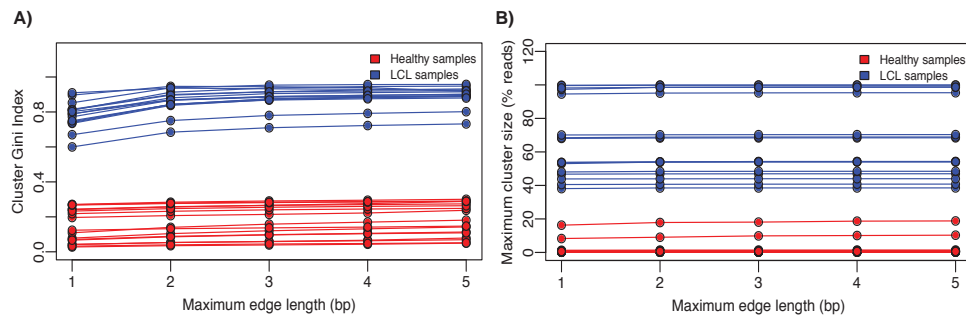 A)
Cluster Gini Index
0.0
0.4
0.8
Healthy samples
LCL samples
1
2
3
4
5
Maximum edge length (bp)
B)
Maximum cluster size (% reads)
0
20
40
60
80
120
Healthy samples
LCL samples
1
2
3
4
5
Maximum edge length (bp)